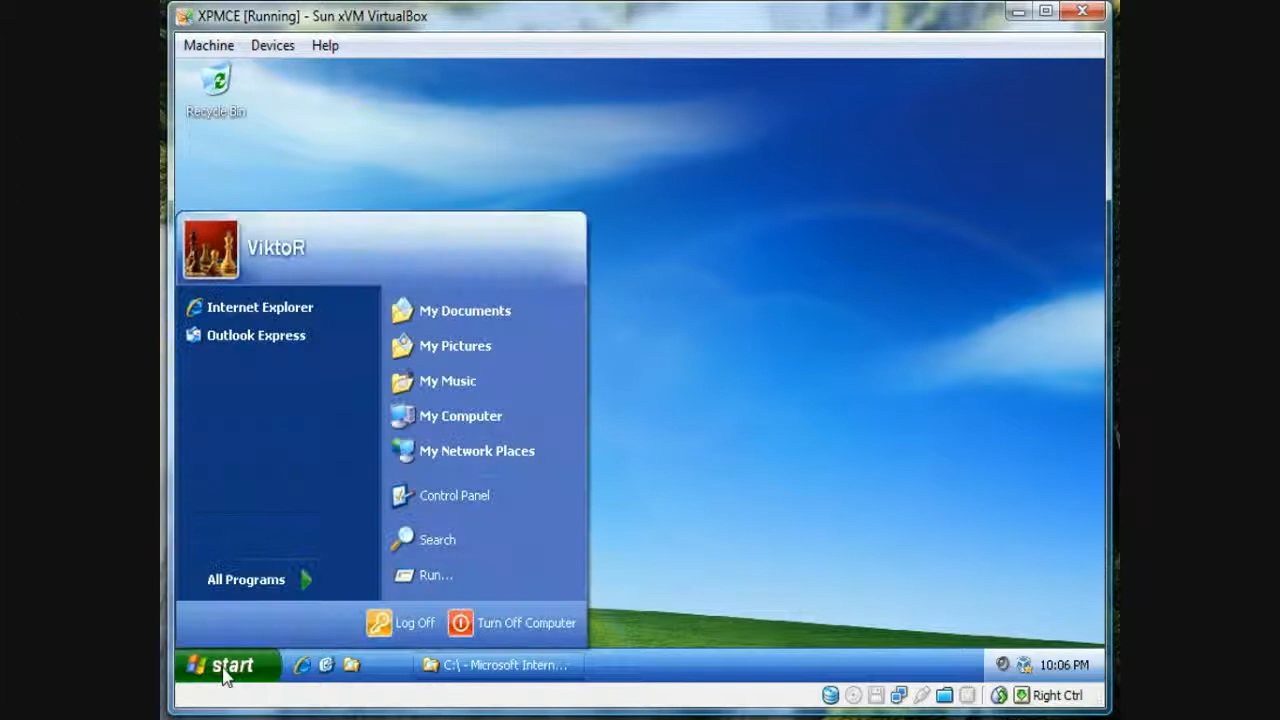 XPMCE [Running] - Sun xVM VirtualBox
Machine Devices Help
Recycle Bin
ViktoR
Internet Explorer
Outlook Express
My Documents
My Pictures
My Music
My Computer
My Network Places
Control Panel
Search
Run...
All Programs
Log Off Turn Off Computer
start C:\ - Microsoft Intern... 10:06 PM
Right Ctrl